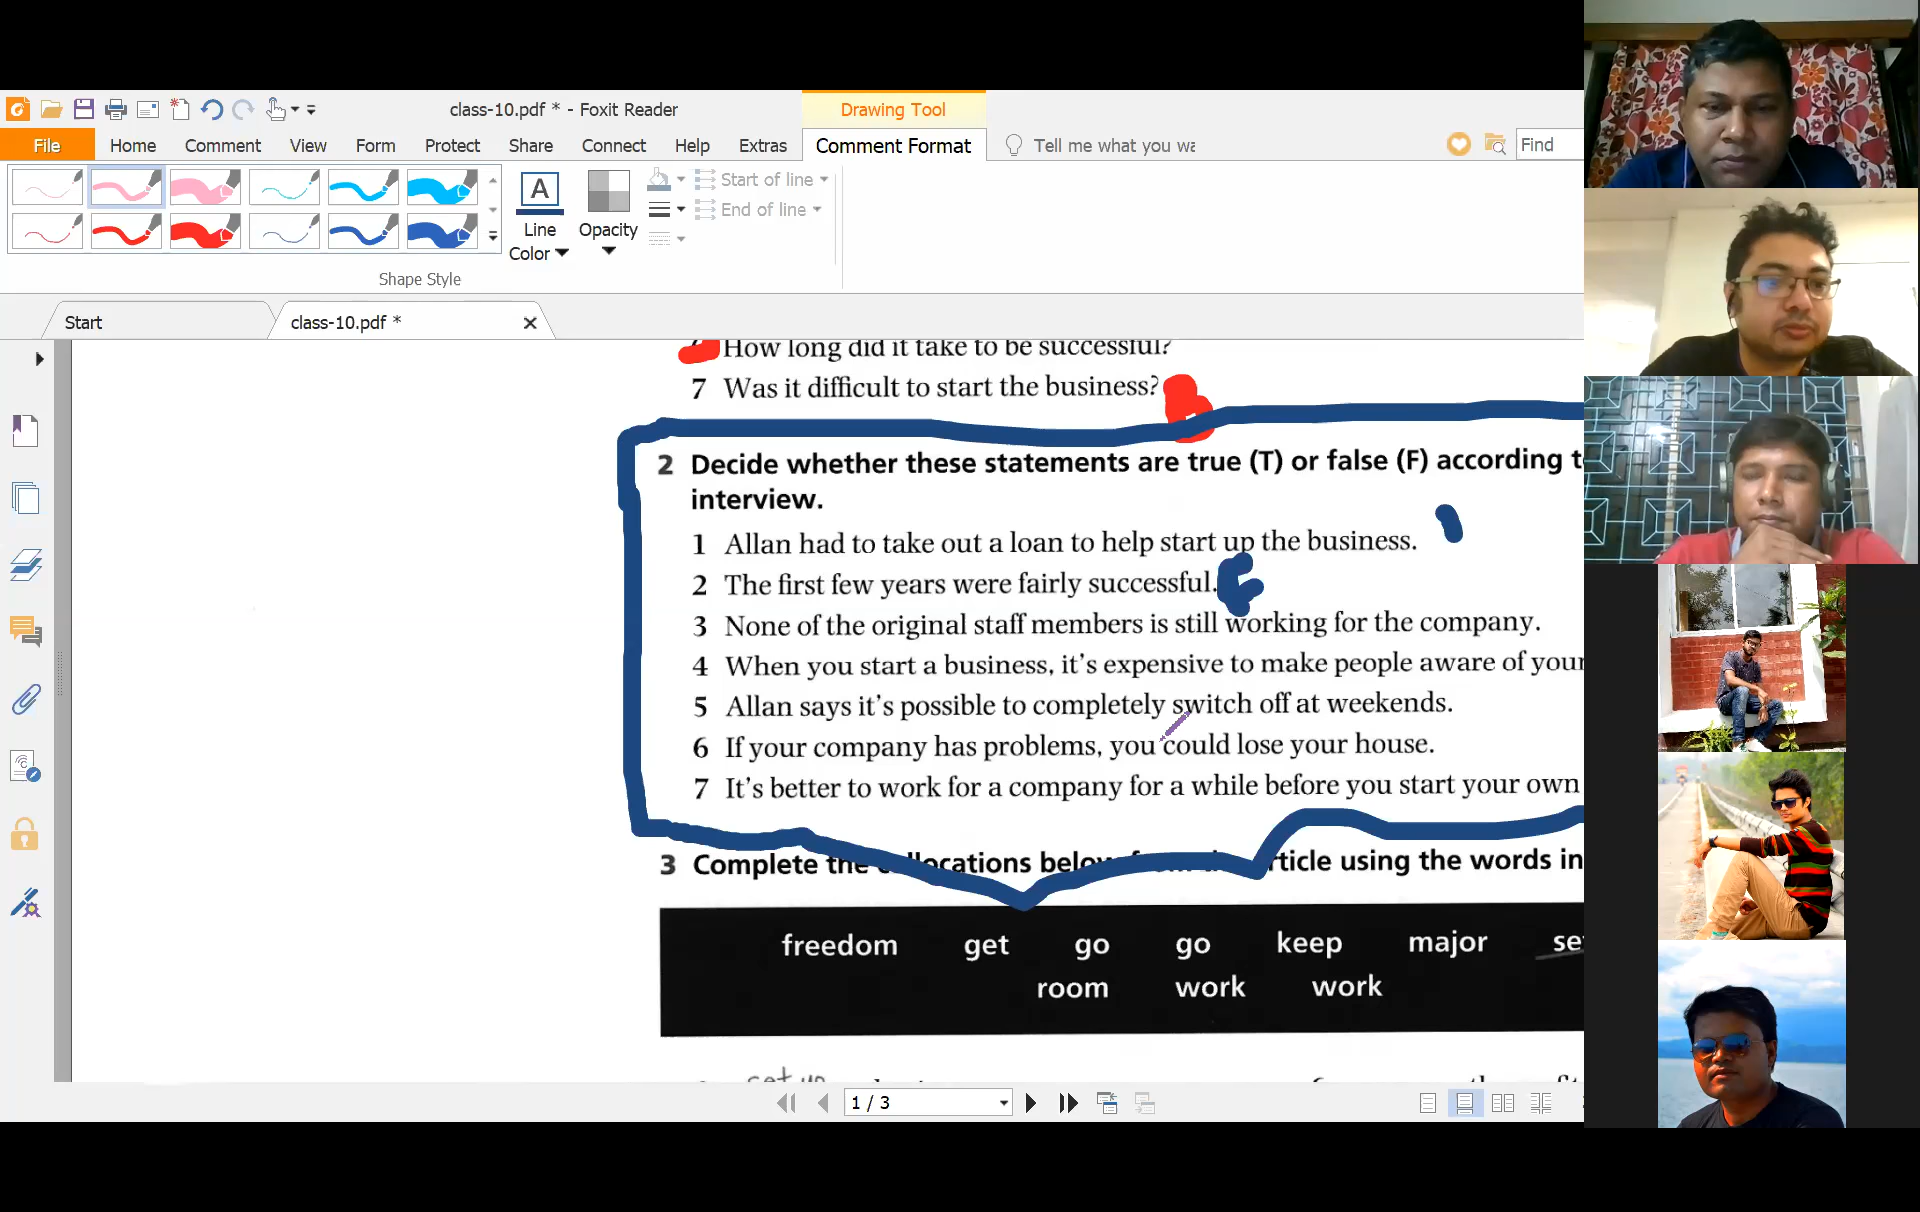 class-10.pdf * - Foxit Reader
Drawing Tool
File Home Comment View Form Protect Share Connect Help Extras Comment Format Tell me what you wa Find
Line Color
Opacity
Start of line
End of line
Shape Style
Start
class-10.pdf *
How long did it take to be successful?
7 Was it difficult to start the business?
2 Decide whether these statements are true (T) or false (F) according t
interview.
1 Allan had to take out a loan to help start up the business.
2 The first few years were fairly successful.
3 None of the original staff members is still working for the company.
4 When you start a business, it's expensive to make people aware of your
5 Allan says it's possible to completely switch off at weekends.
6 If your company has problems, you could lose your house.
7 It's better to work for a company for a while before you start your own
3 Complete the below rticle using the words in
freedom get go go keep major se
room work work
set up
1 / 3